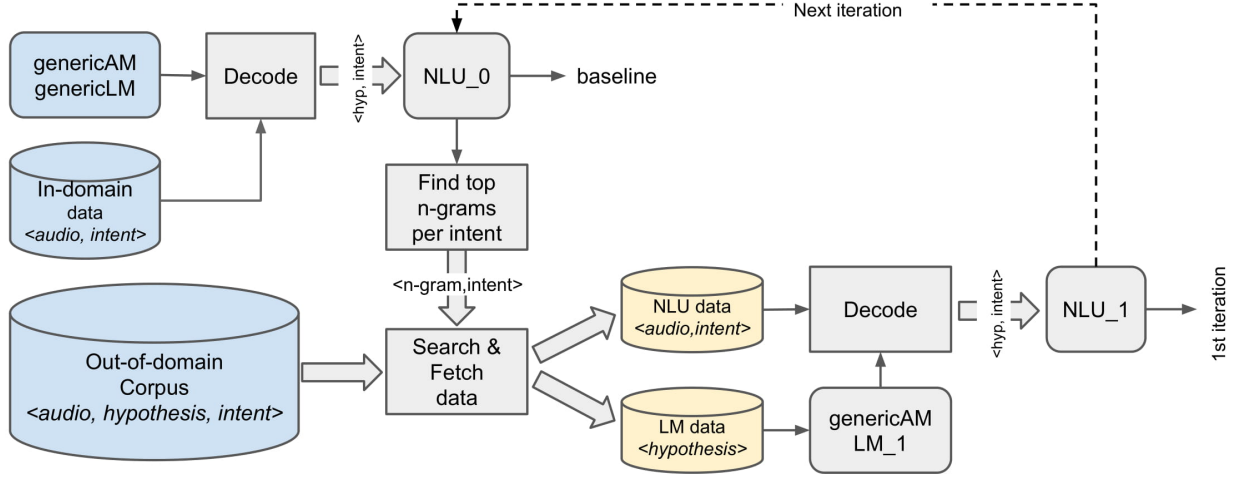 Next iteration
genericAM
genericLM
Decode
<hyp, intent>
NLU_0
baseline
In-domain
data
<audio, intent>
Find top
n-grams
per intent
<n-gram,intent>
Out-of-domain
Corpus
<audio, hypothesis, intent>
Search &
Fetch
data
NLU data
<audio,intent>
LM data
<hypothesis>
Decode
genericAM
LM_1
<hyp, intent>
NLU_1
1st iteration